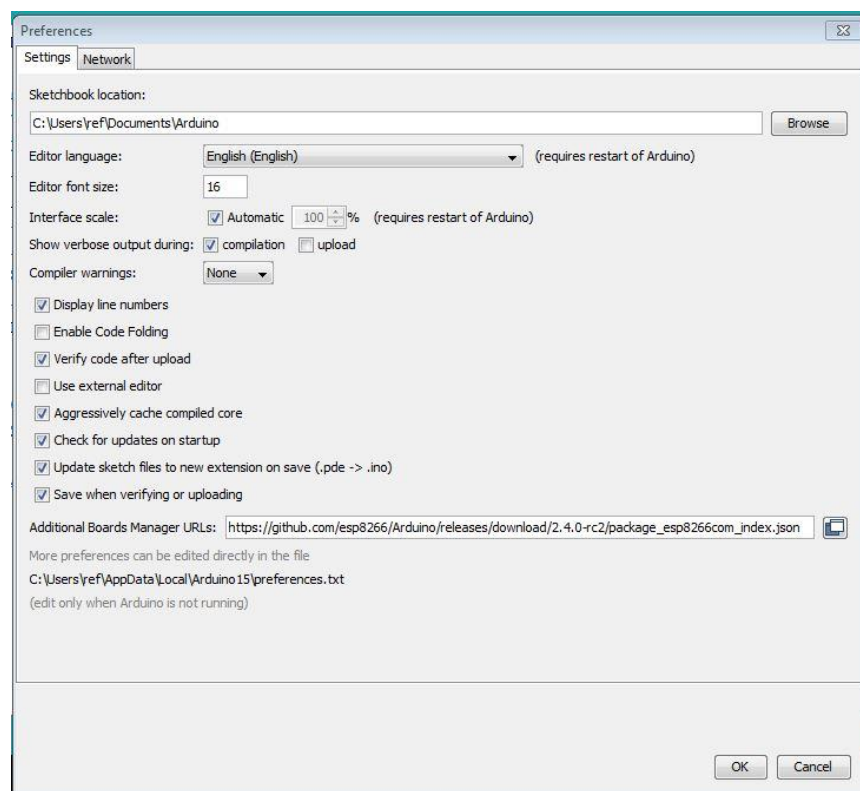 Preferences
Settings Network
Sketchbook location:
C:\Users\ref\Documents\Arduino Browse
Editor language: English (English) (requires restart of Arduino)
Editor font size: 16
Interface scale: Automatic 100 % (requires restart of Arduino)
Show verbose output during: compilation upload
Compiler warnings: None
Display line numbers
Enable Code Folding
Verify code after upload
Use external editor
Aggressively cache compiled core
Check for updates on startup
Update sketch files to new extension on save (.pde -> .ino)
Save when verifying or uploading
Additional Boards Manager URLs: https://github.com/esp8266/Arduino/releases/download/2.4.0-rc2/package_esp8266com_index.json
More preferences can be edited directly in the file
C:\Users\ref\AppData\Local\Arduino15\preferences.txt
(edit only when Arduino is not running)
OK Cancel